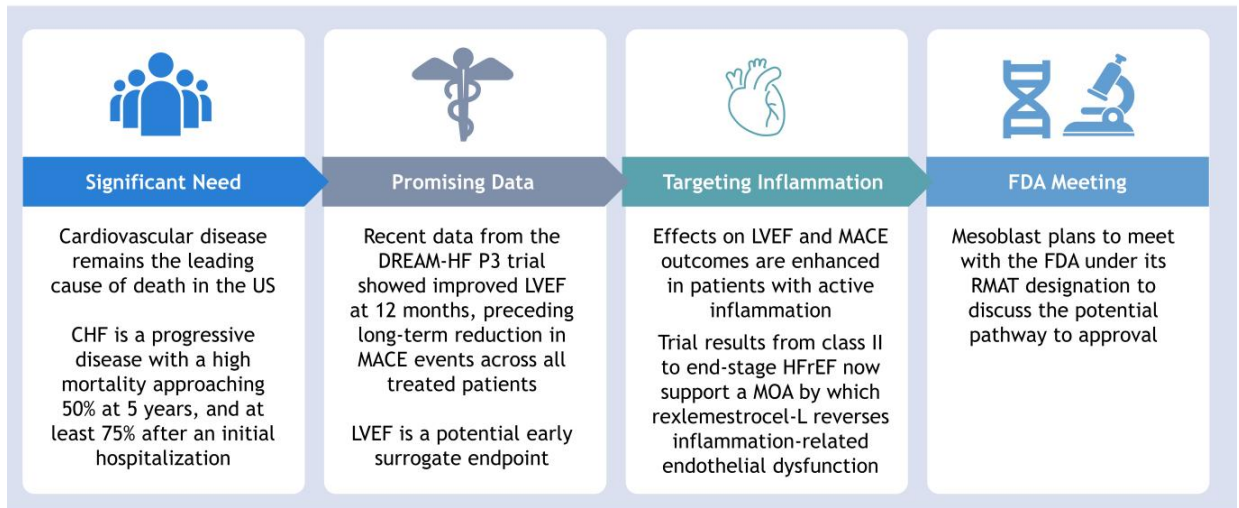 Significant Need
Cardiovascular disease
remains the leading
cause of death in the US
CHF is a progressive
disease with a high
mortality approaching
50% at 5 years, and at
least 75% after an initial
hospitalization
Promising Data
Recent data from the
DREAM-HF P3 trial
showed improved LVEF
at 12 months, preceding
long-term reduction in
MACE events across all
treated patients
LVEF is a potential early
surrogate endpoint
Targeting Inflammation
Effects on LVEF and MACE
outcomes are enhanced
in patients with active
inflammation
Trial results from class II
to end-stage HFrEF now
support a MOA by which
rexlemestrocel-L reverses
inflammation-related
endothelial dysfunction
FDA Meeting
Mesoblast plans to meet
with the FDA under its
RMAT designation to
discuss the potential
pathway to approval